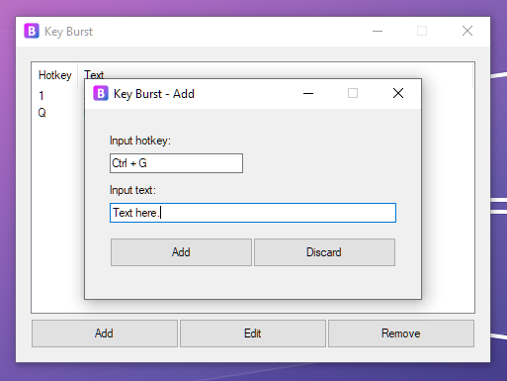 Key Burst
Hotkey Text
1
Q
Key Burst - Add
Input hotkey:
Ctrl + G
Input text:
Text here.
Add Discard
Add Edit Remove